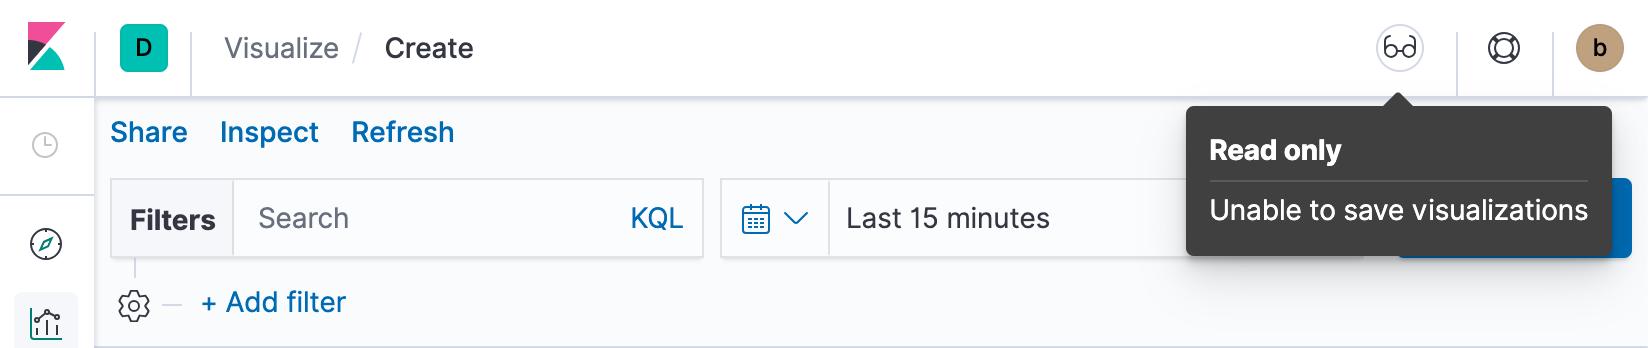 D Visualize / Create b
Share Inspect Refresh
Read only
Filters Search KQL Last 15 minutes
Unable to save visualizations
+ Add filter